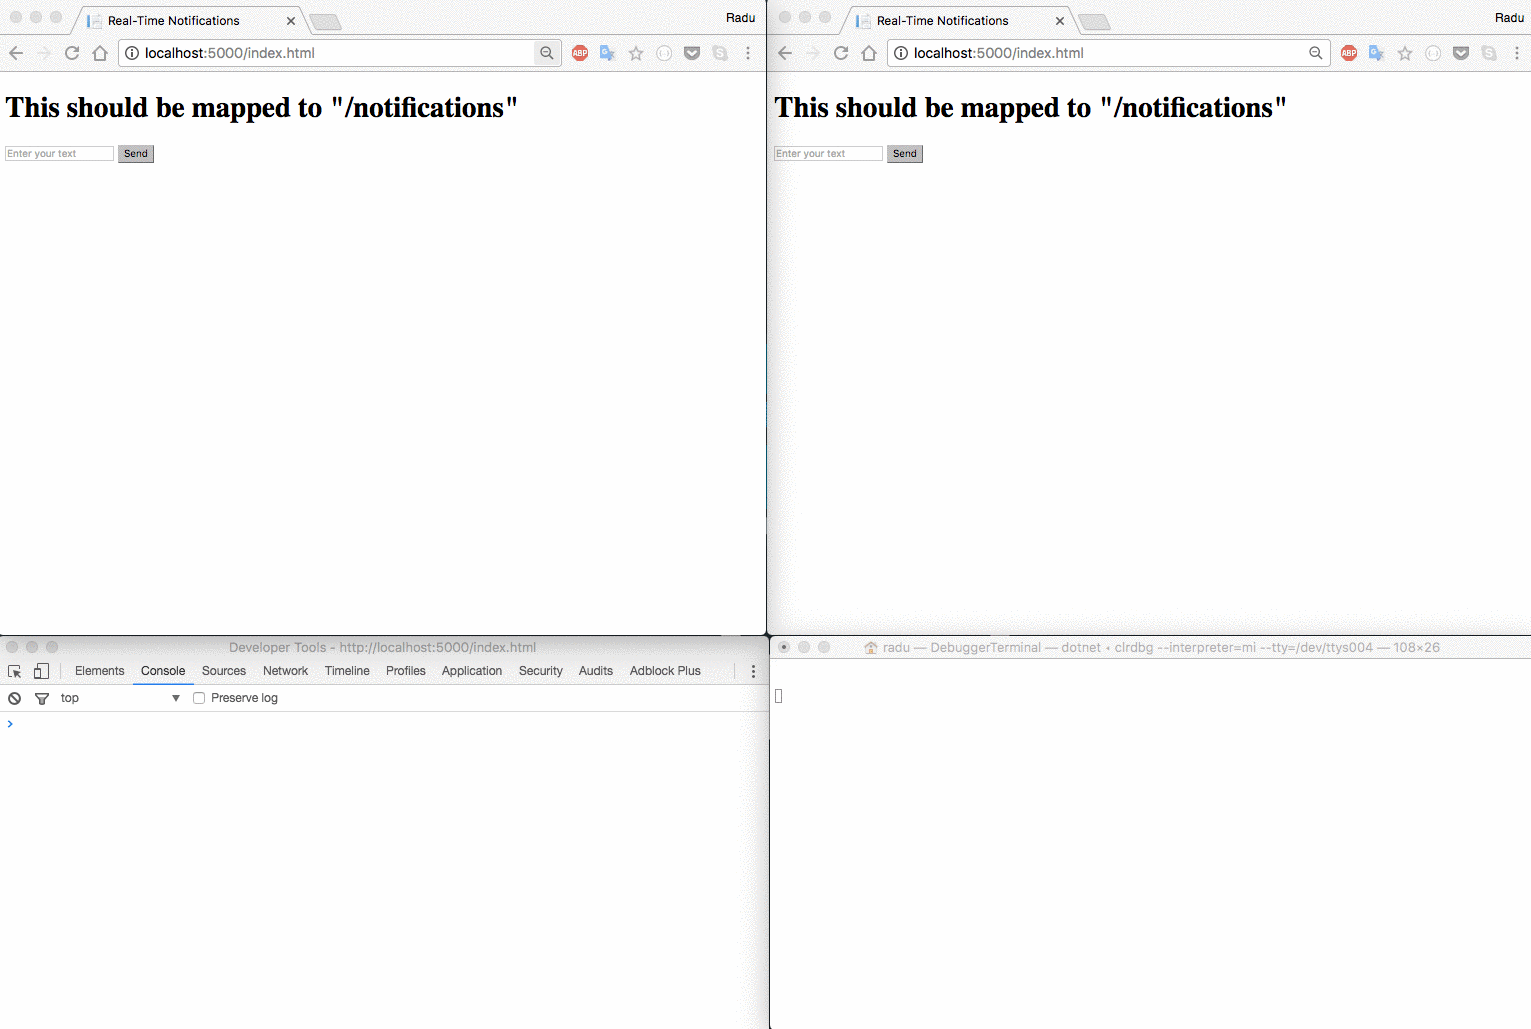 Real-Time Notifications
Radu
localhost:5000/index.html
ABP
This should be mapped to "/notifications"
Enter your text
Send
Real-Time Notifications
Radu
localhost:5000/index.html
ABP
This should be mapped to "/notifications"
Enter your text
Send
Developer Tools - http://localhost:5000/index.html
Elements Console Sources Network Timeline Profiles Application Security Audits Adblock Plus
top Preserve log
radu — DebuggerTerminal — dotnet • clrdbg --interpreter=mi --tty=/dev/ttys004 — 108×26